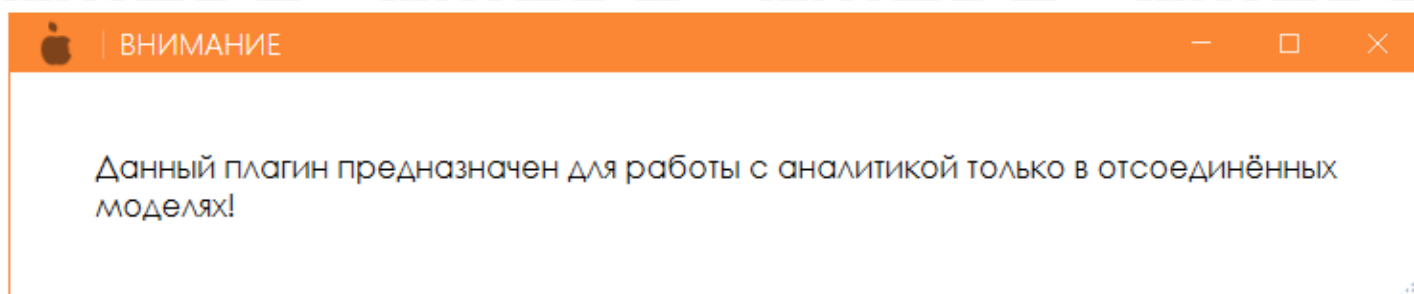 ВНИМАНИЕ
Данный плагин предназначен для работы с аналитикой только в отсоединённых
моделях!